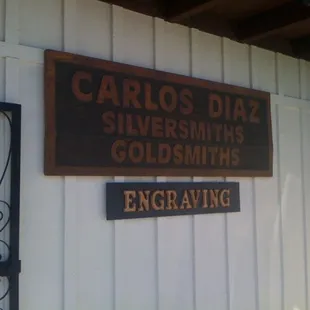 CARLOS DIAZ
SILVERSMITHS
GOLDSMITHS
ENGRAVING